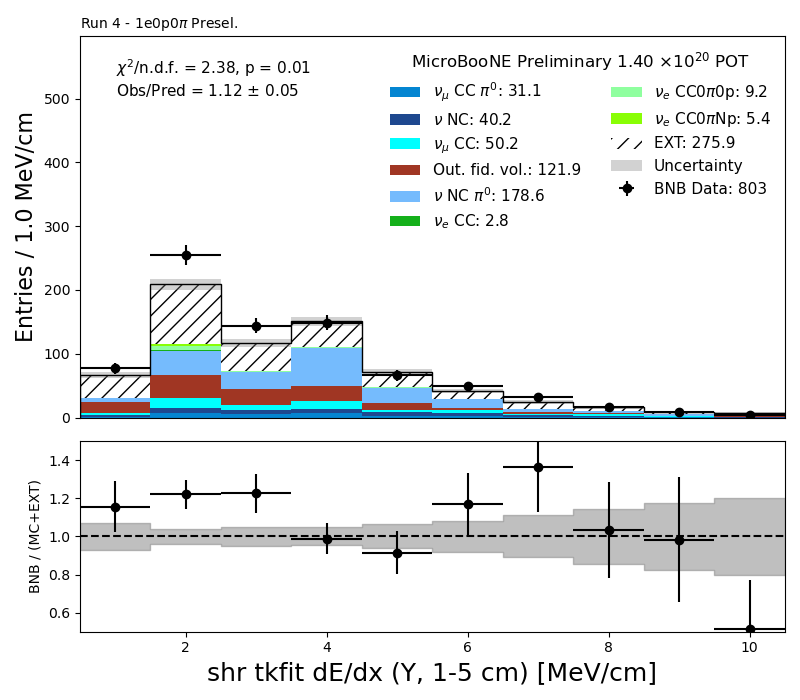 Run 4 - 1e0p0π Presel.
χ²/n.d.f. = 2.38, p = 0.01
Obs/Pred = 1.12 ± 0.05
MicroBooNE Preliminary 1.40 ×10²⁰ POT
ν_μ CC π⁰: 31.1
ν NC: 40.2
ν_μ CC: 50.2
Out. fid. vol.: 121.9
ν NC π⁰: 178.6
ν_e CC: 2.8
ν_e CC0π0p: 9.2
ν_e CC0πNp: 5.4
EXT: 275.9
Uncertainty
BNB Data: 803
Entries / 1.0 MeV/cm
500
400
300
200
100
0
BNB / (MC+EXT)
1.4
1.2
1.0
0.8
0.6
2 4 6 8 10
shr tkfit dE/dx (Y, 1-5 cm) [MeV/cm]